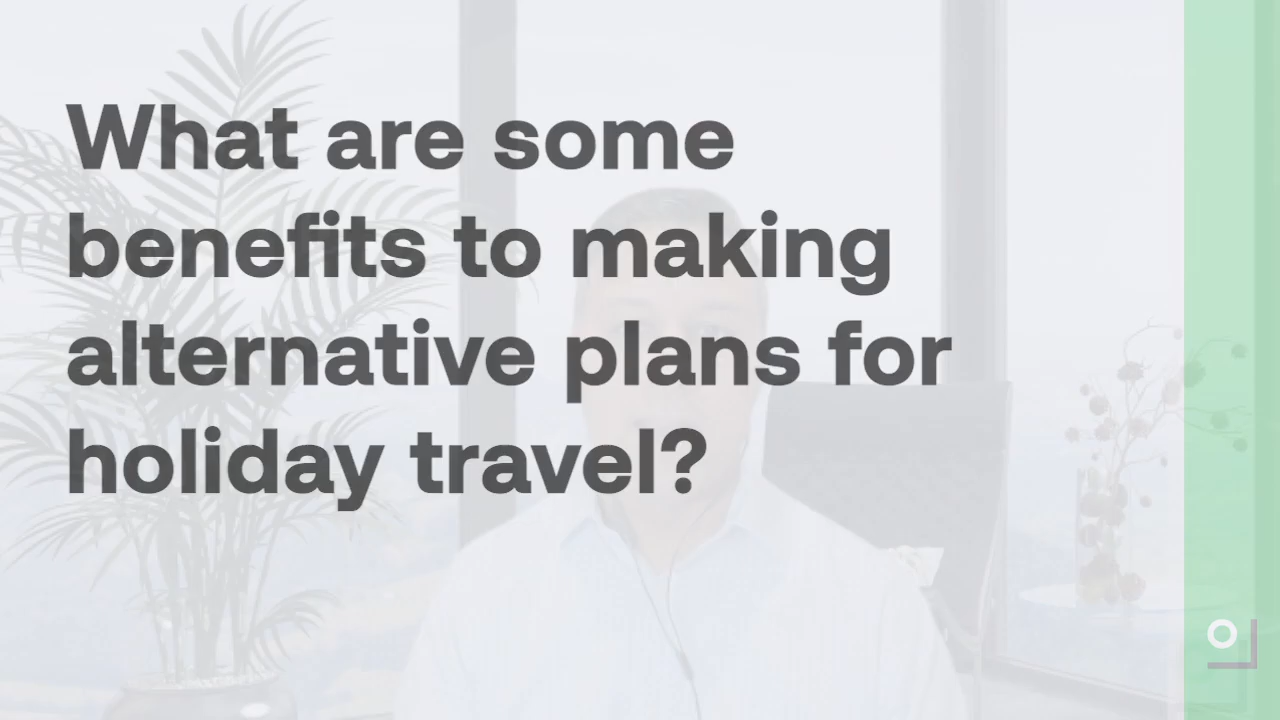 What are some
benefits to making
alternative plans for
holiday travel?